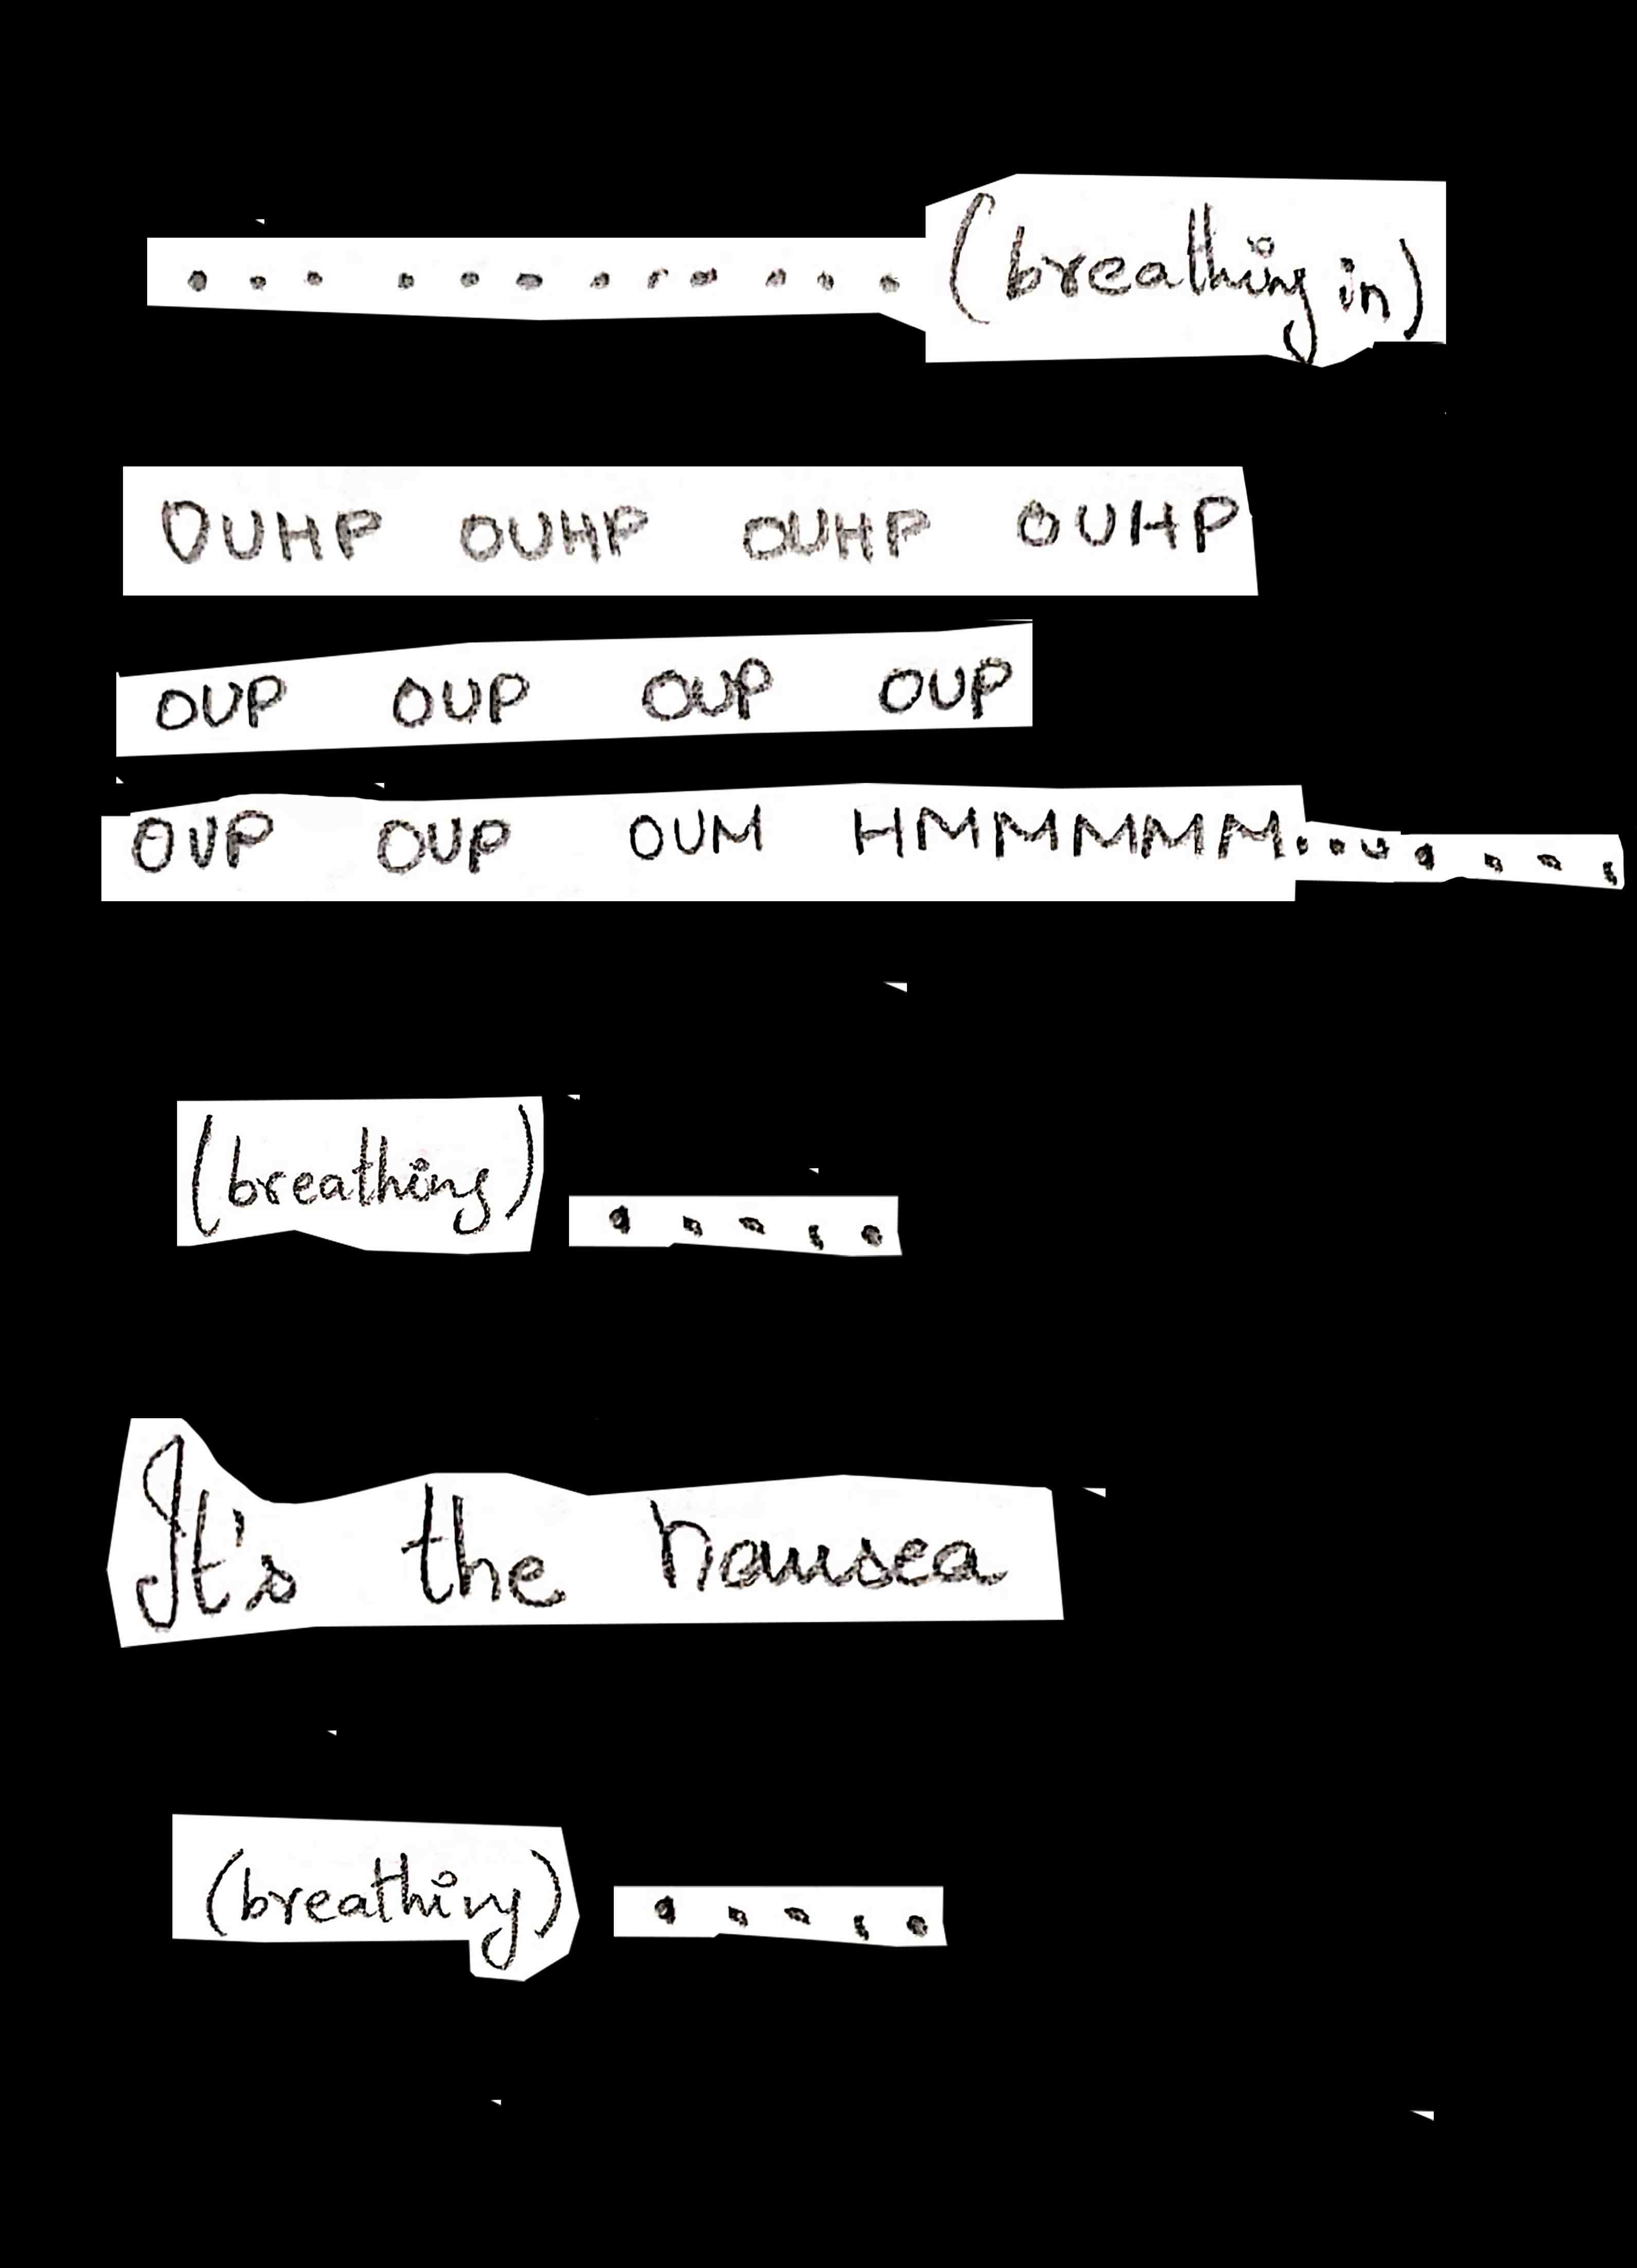 ............(breathing in)
OUHP OUHP OUHP OUHP
OUP OUP OUP OUP
OUP OUP OUM HMMMMM........
(breathing) .....
It's the nausea
(breathing) .....